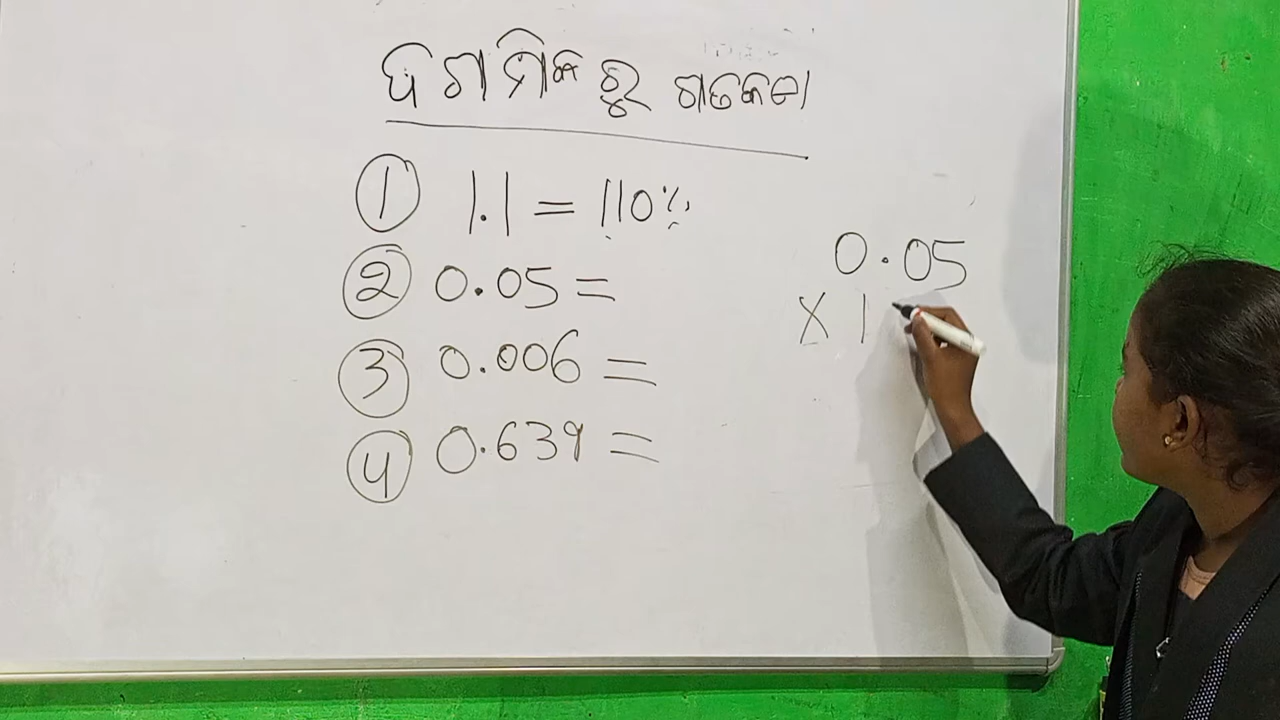 ଦଶମିକ ରୁ ଶତକଡ଼ା
① 1.1 = 110%
② 0.05 =
③ 0.006 =
④ 0.639 =
0.05
X 1